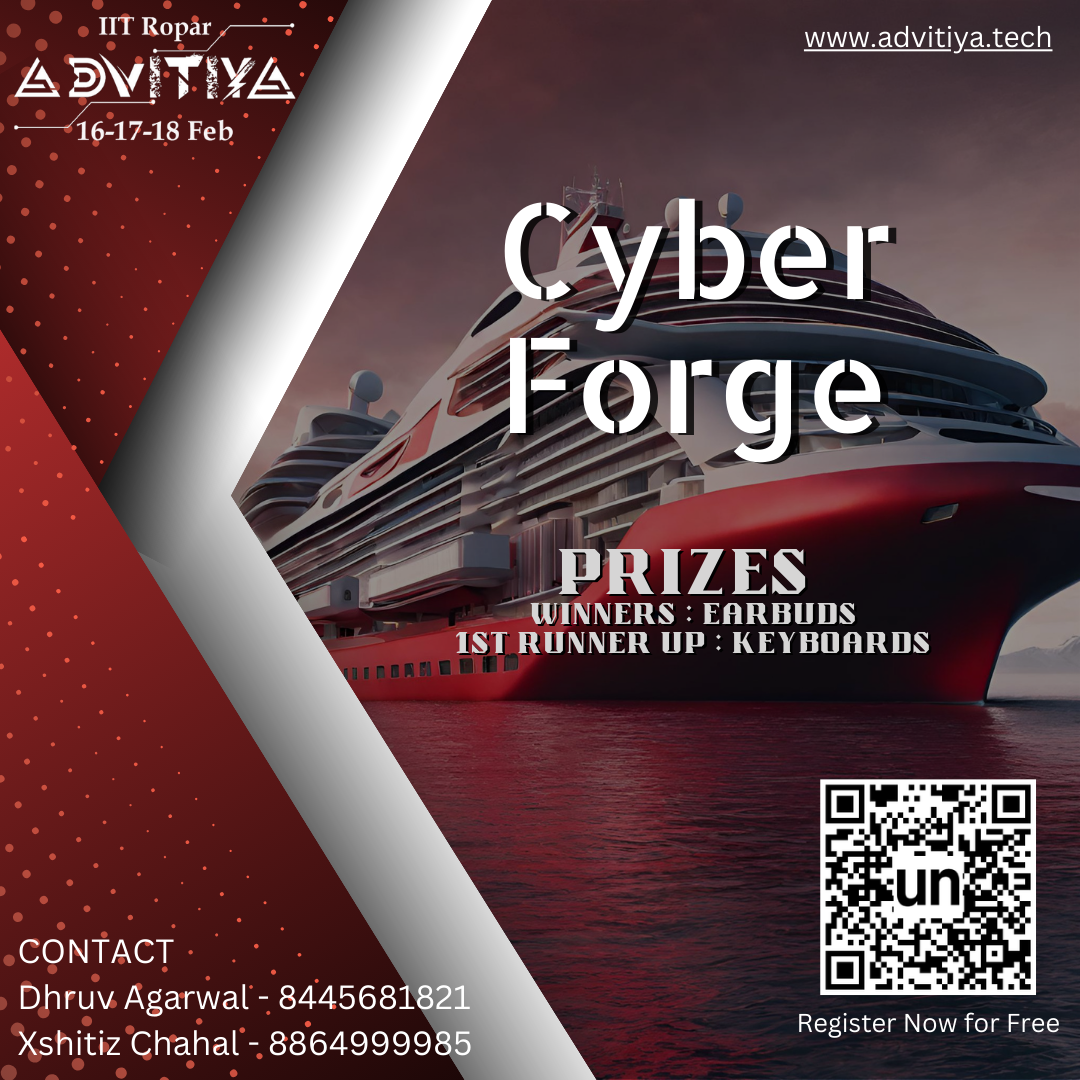 IIT Ropar
ADVITIYA
16-17-18 Feb
www.advitiya.tech
Cyber
Forge
PRIZES
WINNERS : EARBUDS
1ST RUNNER UP : KEYBOARDS
un
Register Now for Free
CONTACT
Dhruv Agarwal - 8445681821
Xshitiz Chahal - 8864999985